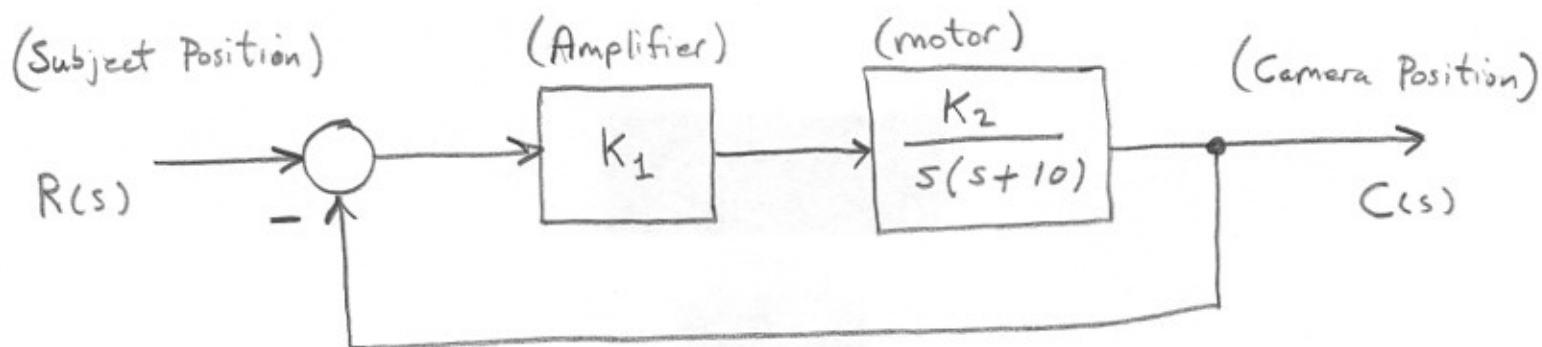 (Subject Position)
(Amplifier)
(motor)
(Camera Position)
R(s)
-
K1
K2
s(s+10)
C(s)